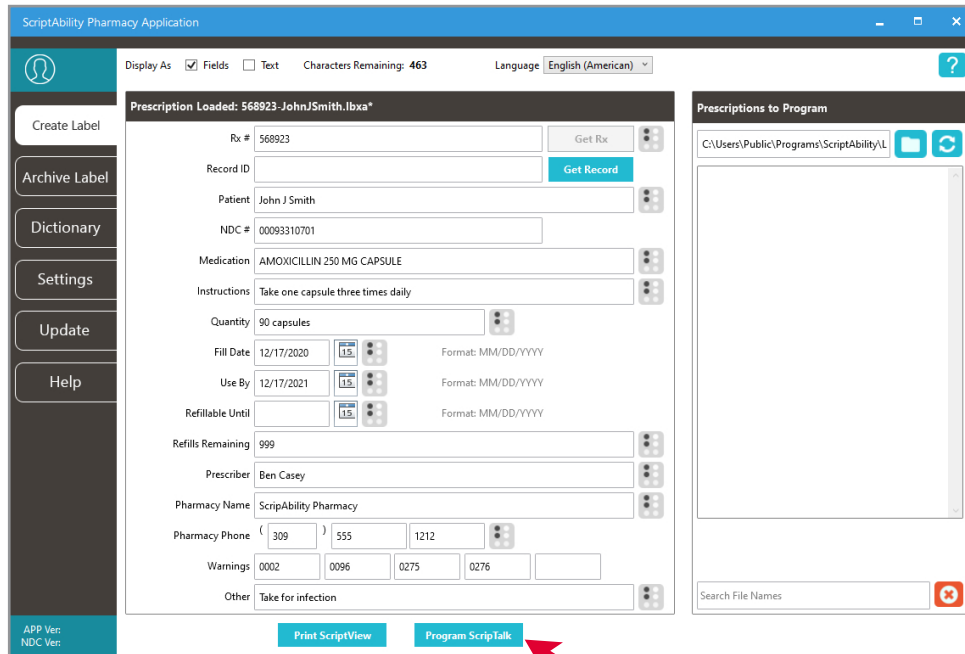 ScriptAbility Pharmacy Application
Display As Fields Text Characters Remaining: 463 Language English (American)
?
Create Label
Archive Label
Dictionary
Settings
Update
Help
APP Ver:
NDC Ver:
Prescription Loaded: 568923-JohnJSmith.lbxa*
Rx # 568923 Get Rx
Record ID Get Record
Patient John J Smith
NDC # 00093310701
Medication AMOXICILLIN 250 MG CAPSULE
Instructions Take one capsule three times daily
Quantity 90 capsules
Fill Date 12/17/2020 15 Format: MM/DD/YYYY
Use By 12/17/2021 15 Format: MM/DD/YYYY
Refillable Until 15 Format: MM/DD/YYYY
Refills Remaining 999
Prescriber Ben Casey
Pharmacy Name ScripAbility Pharmacy
Pharmacy Phone ( 309 ) 555 1212
Warnings 0002 0096 0275 0276
Other Take for infection
Print ScriptView Program ScripTalk
Prescriptions to Program
C:\Users\Public\Programs\ScriptAbility\L
Search File Names